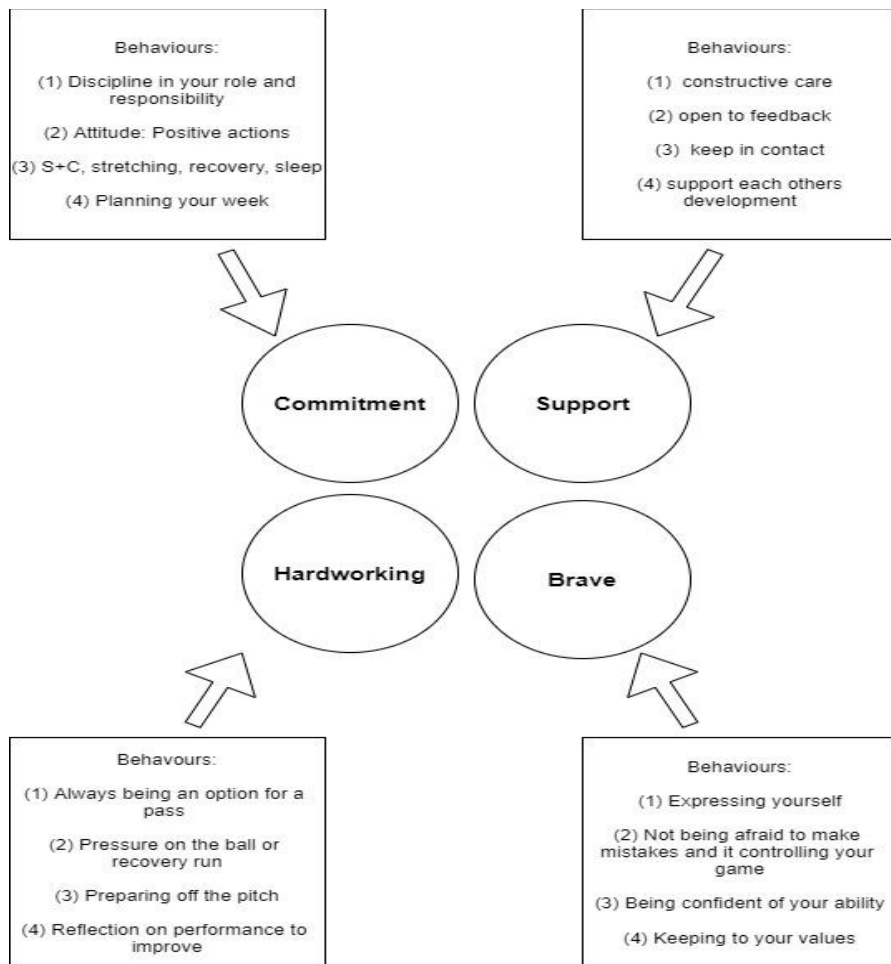 Behaviours:
(1) Discipline in your role and
responsibility
(2) Attitude: Positive actions
(3) S+C, stretching, recovery, sleep
(4) Planning your week
Behaviours:
(1) constructive care
(2) open to feedback
(3) keep in contact
(4) support each others
development
Commitment
Support
Hardworking
Brave
Behavours:
(1) Always being an option for a
pass
(2) Pressure on the ball or
recovery run
(3) Preparing off the pitch
(4) Reflection on performance to
improve
Behaviours:
(1) Expressing yourself
(2) Not being afraid to make
mistakes and it controlling your
game
(3) Being confident of your ability
(4) Keeping to your values